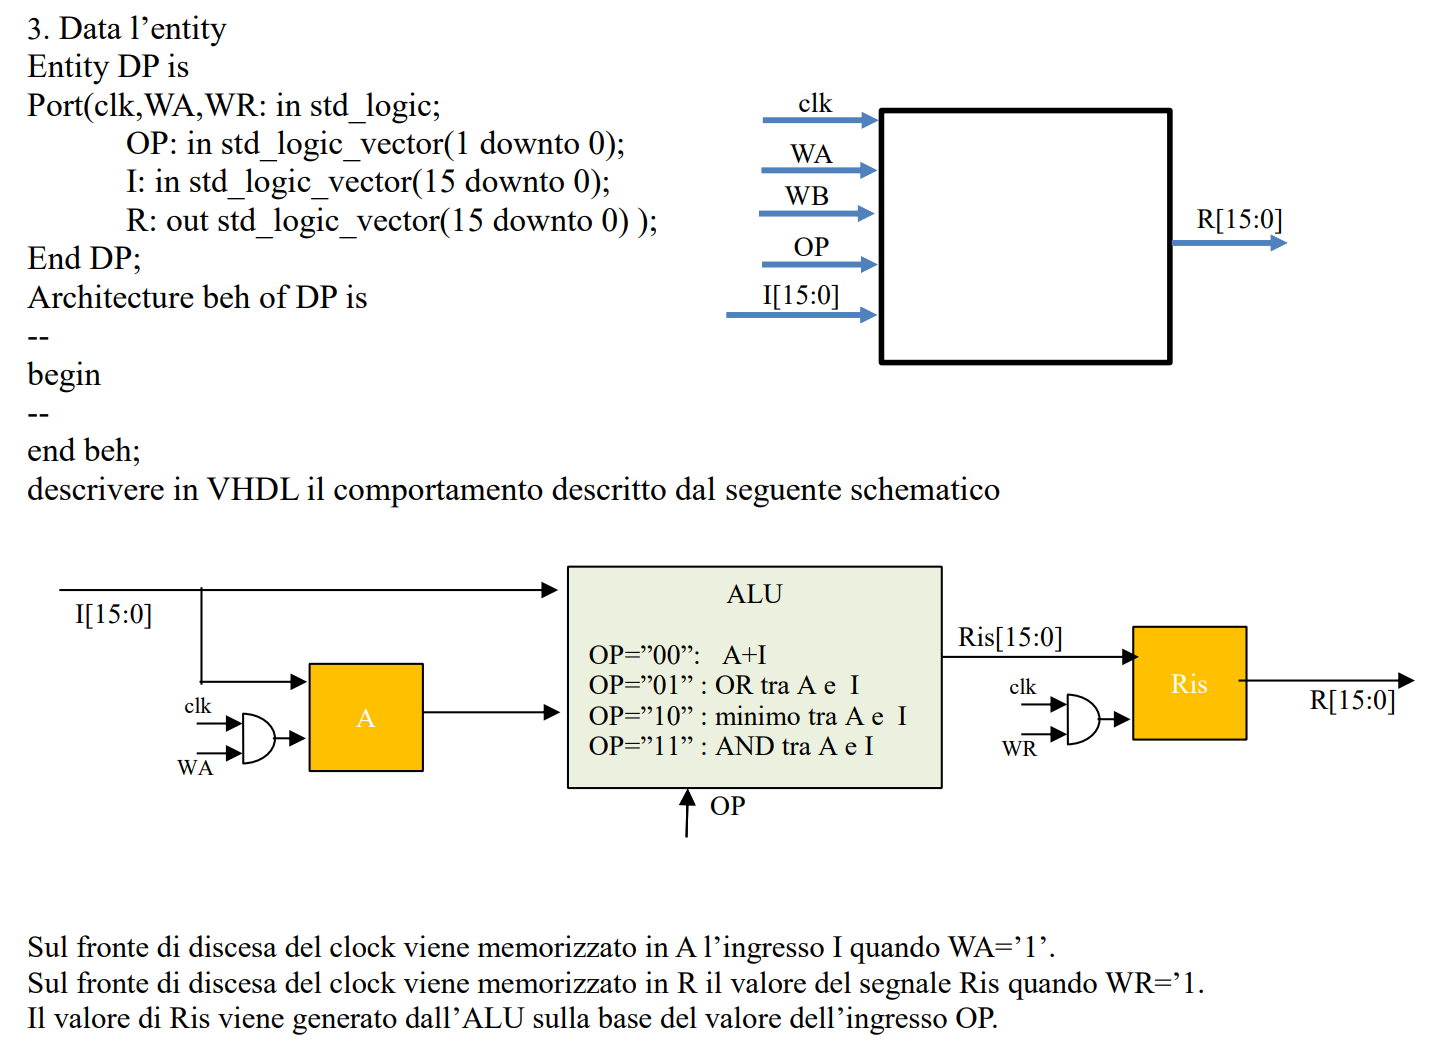 3. Data l’entity
Entity DP is
Port(clk,WA,WR: in std_logic;
OP: in std_logic_vector(1 downto 0);
I: in std_logic_vector(15 downto 0);
R: out std_logic_vector(15 downto 0) );
End DP;
Architecture beh of DP is
--
begin
--
end beh;
clk
WA
WB
OP
I[15:0]
R[15:0]
descrivere in VHDL il comportamento descritto dal seguente schematico
I[15:0]
clk
WA
A
ALU
OP=”00”: A+I
OP=”01” : OR tra A e I
OP=”10” : minimo tra A e I
OP=”11” : AND tra A e I
OP
Ris[15:0]
clk
WR
Ris
R[15:0]
Sul fronte di discesa del clock viene memorizzato in A l’ingresso I quando WA=’1’.
Sul fronte di discesa del clock viene memorizzato in R il valore del segnale Ris quando WR=’1.
Il valore di Ris viene generato dall’ALU sulla base del valore dell’ingresso OP.